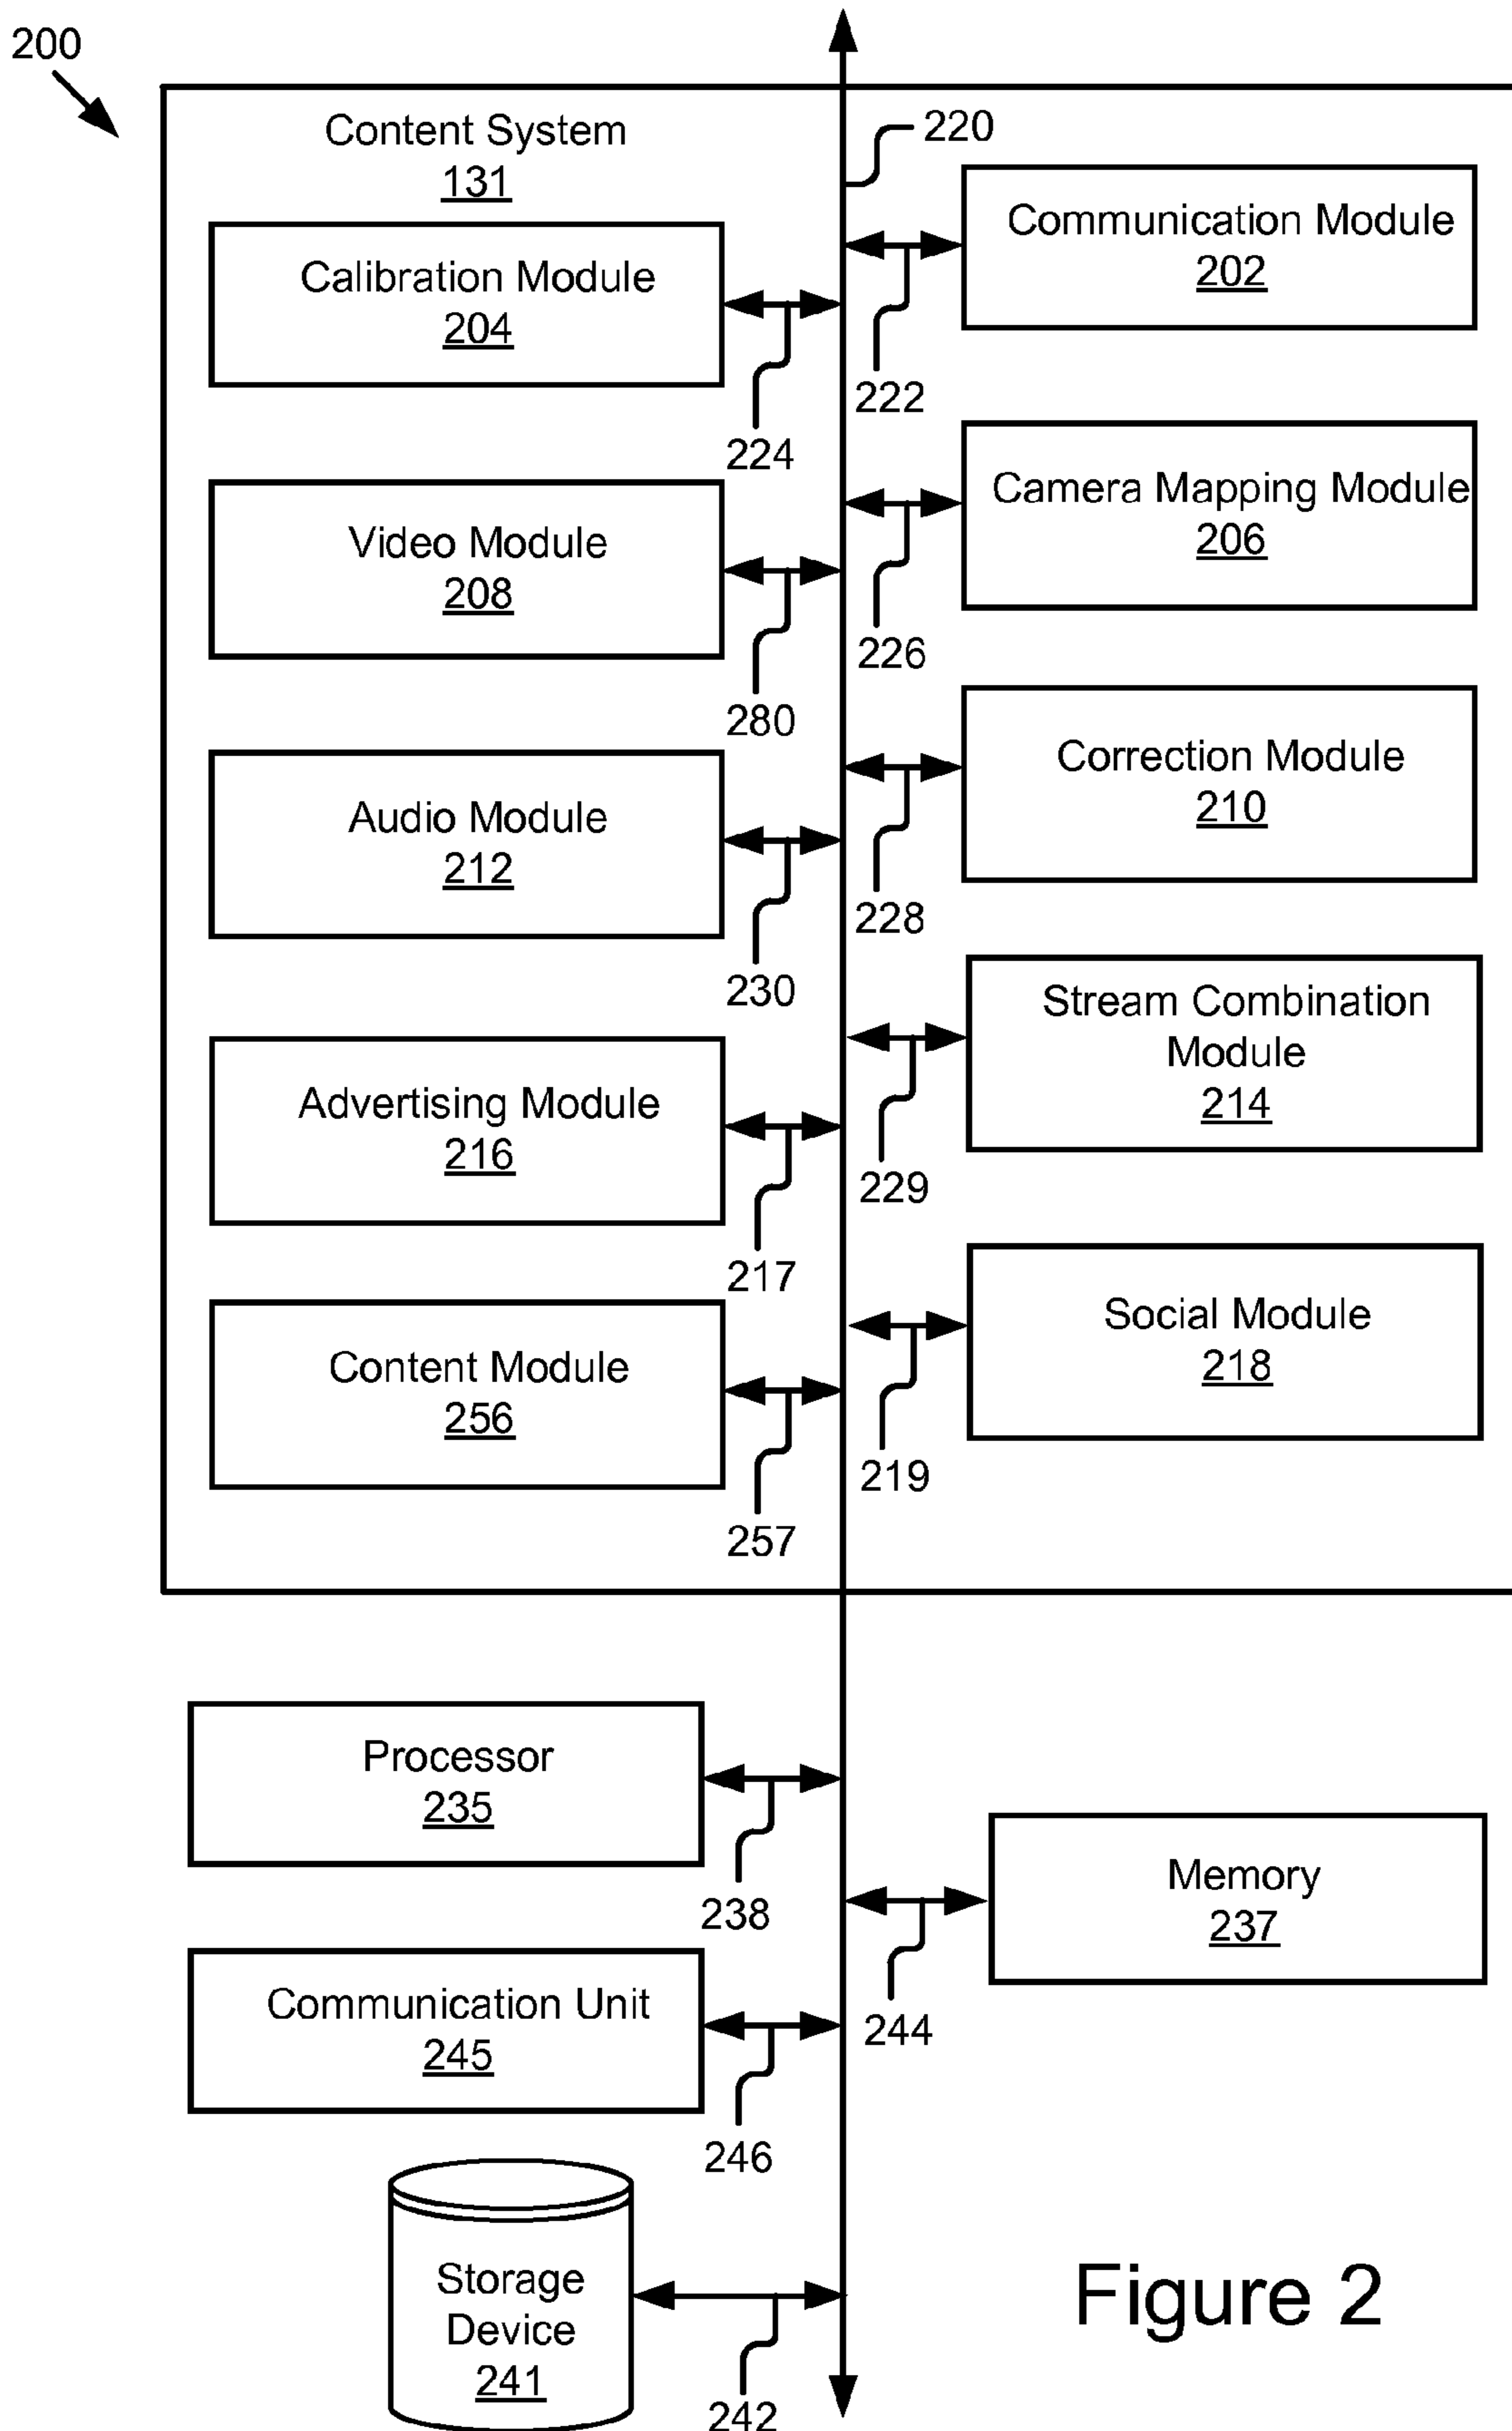 200
Content System
131
220
Communication Module
202
Calibration Module
204
222
224
Camera Mapping Module
206
Video Module
208
226
280
Correction Module
210
Audio Module
212
228
230
Stream Combination
Module
214
Advertising Module
216
229
217
Social Module
218
Content Module
256
219
257
Processor
235
238
Memory
237
244
Communication Unit
245
246
Storage
Device
241
242
Figure 2